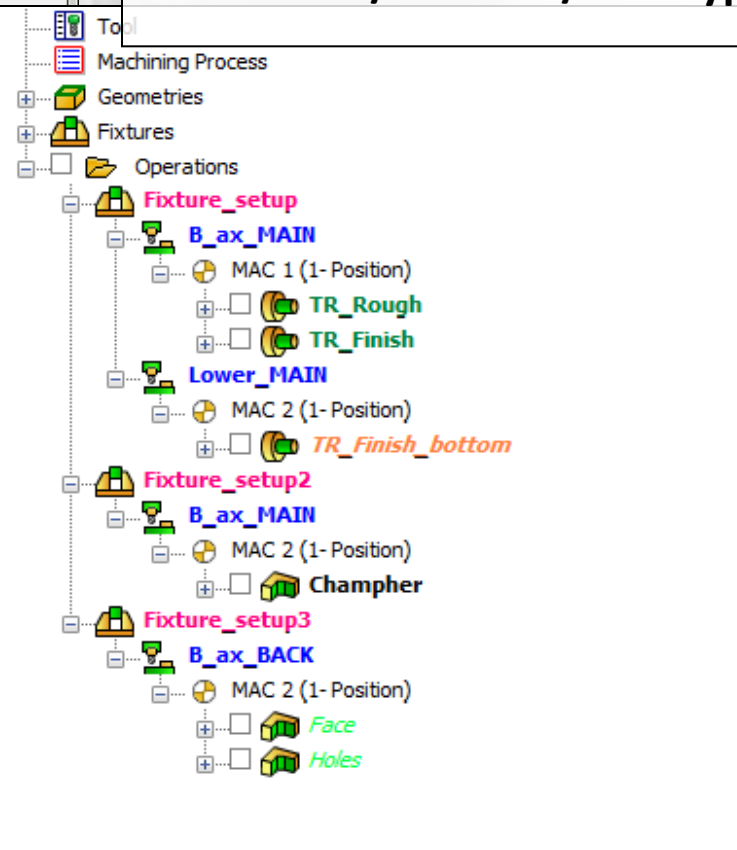 Tool
Machining Process
Geometries
Fixtures
Operations
Fixture_setup
B_ax_MAIN
MAC 1 (1- Position)
TR_Rough
TR_Finish
Lower_MAIN
MAC 2 (1- Position)
TR_Finish_bottom
Fixture_setup2
B_ax_MAIN
MAC 2 (1- Position)
Champher
Fixture_setup3
B_ax_BACK
MAC 2 (1- Position)
Face
Holes